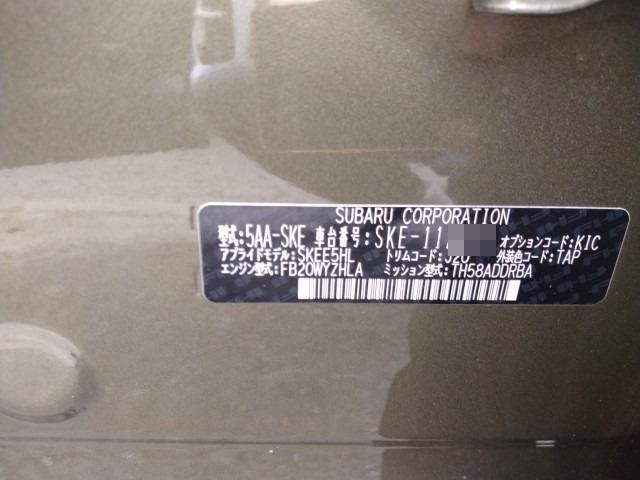 SUBARU CORPORATION
型式:5AA-SKE 車台番号:SKE-11 オプションコード:KIC
アプライドモデル:SKEE5HL トリムコード: 外装色コード:TAP
エンジン型式:FB20WYZHLA ミッション型式:TH58ADDRBA